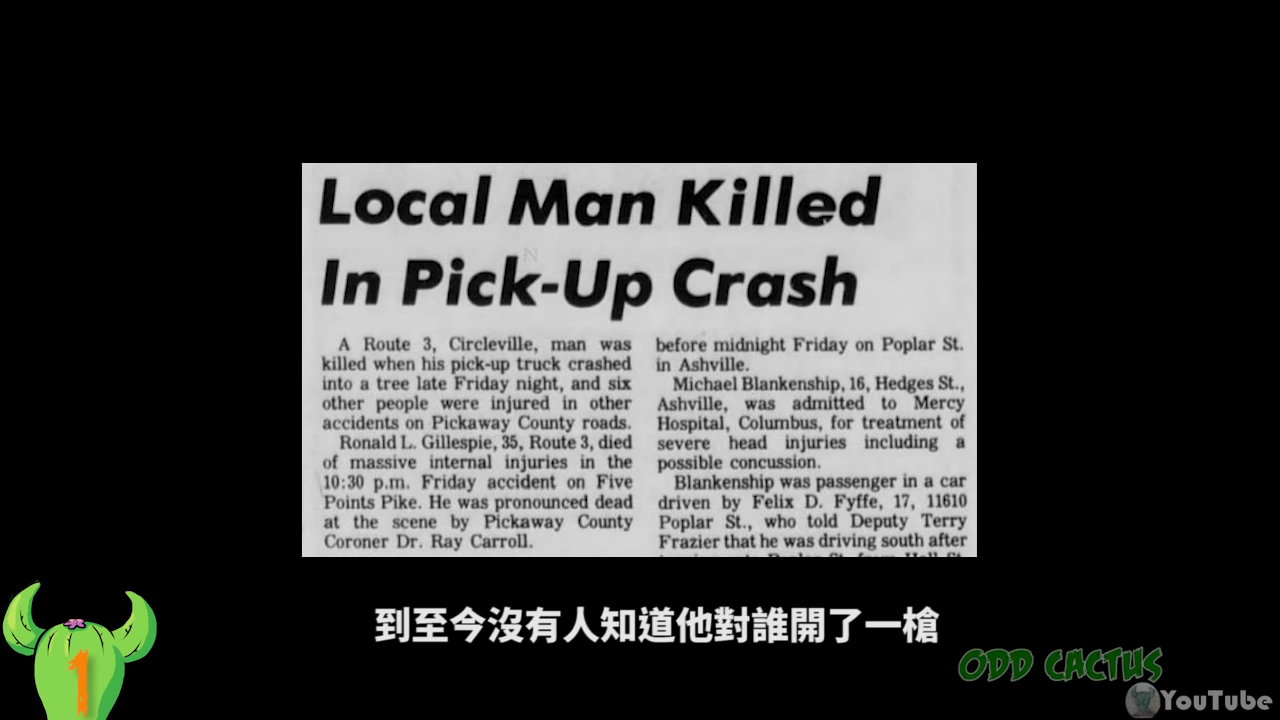 Local Man Killed
In Pick-Up Crash
A Route 3, Circleville, man was
killed when his pick-up truck crashed
into a tree late Friday night, and six
other people were injured in other
accidents on Pickaway County roads.
Ronald L. Gillespie, 35, Route 3, died
of massive internal injuries in the
10:30 p.m. Friday accident on Five
Points Pike. He was pronounced dead
at the scene by Pickaway County
Coroner Dr. Ray Carroll.
before midnight Friday on Poplar St.
in Ashville.
Michael Blankenship, 16, Hedges St.,
Ashville, was admitted to Mercy
Hospital, Columbus, for treatment of
severe head injuries including a
possible concussion.
Blankenship was passenger in a car
driven by Felix D. Fyffe, 17, 11610
Poplar St., who told Deputy Terry
Frazier that he was driving south after
到至今沒有人知道他對誰開了一槍
1
ODD CACTUS
YouTube